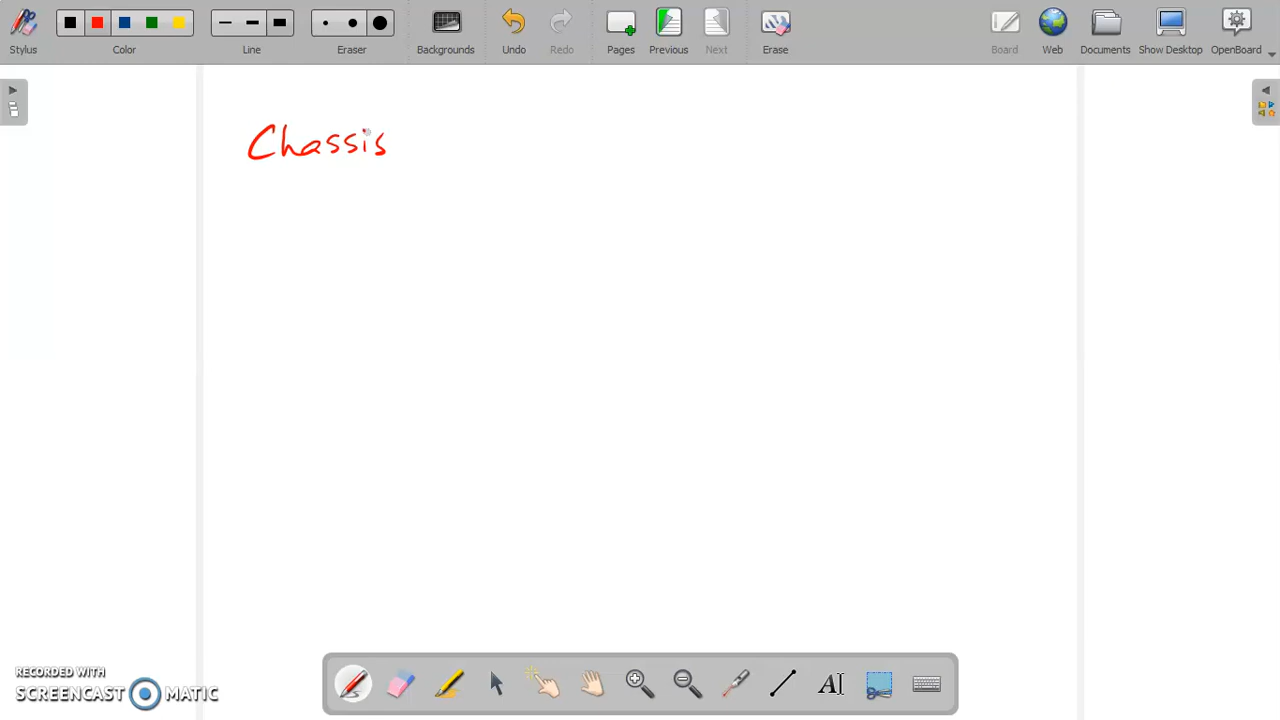 Stylus Color Line Eraser Backgrounds Undo Redo Pages Previous Next Erase Board Web Documents Show Desktop OpenBoard
Chassis
RECORDED WITH
SCREENCAST MATIC